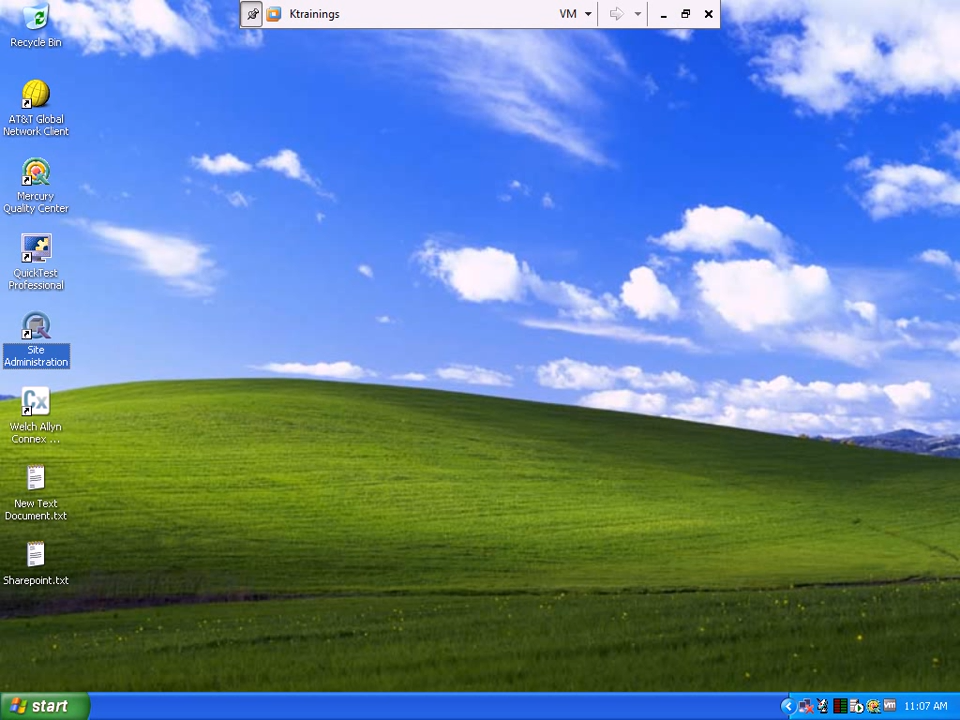 Ktrainings
VM
Recycle Bin
AT&T Global
Network Client
Mercury
Quality Center
QuickTest
Professional
Site
Administration
Cx
Welch Allyn
Connex ...
New Text
Document.txt
Sharepoint.txt
start
11:07 AM